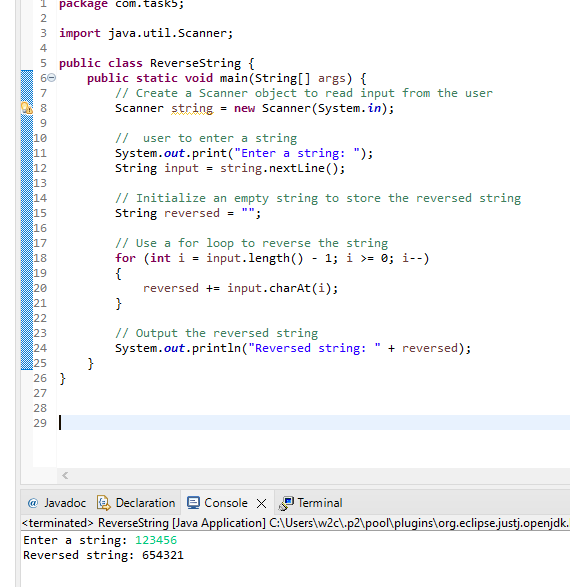 1 package com.task5;
2
3 import java.util.Scanner;
4
5 public class ReverseString {
6 public static void main(String[] args) {
7 // Create a Scanner object to read input from the user
8 Scanner string = new Scanner(System.in);
9
10 //  user to enter a string
11 System.out.print("Enter a string: ");
12 String input = string.nextLine();
13
14 // Initialize an empty string to store the reversed string
15 String reversed = "";
16
17 // Use a for loop to reverse the string
18 for (int i = input.length() - 1; i >= 0; i--)
19 {
20 reversed += input.charAt(i);
21 }
22
23 // Output the reversed string
24 System.out.println("Reversed string: " + reversed);
25 }
26 }
27
28
29
@ Javadoc Declaration Console Terminal
<terminated> ReverseString [Java Application] C:\Users\w2c\.p2\pool\plugins\org.eclipse.justj.openjdk.
Enter a string: 123456
Reversed string: 654321